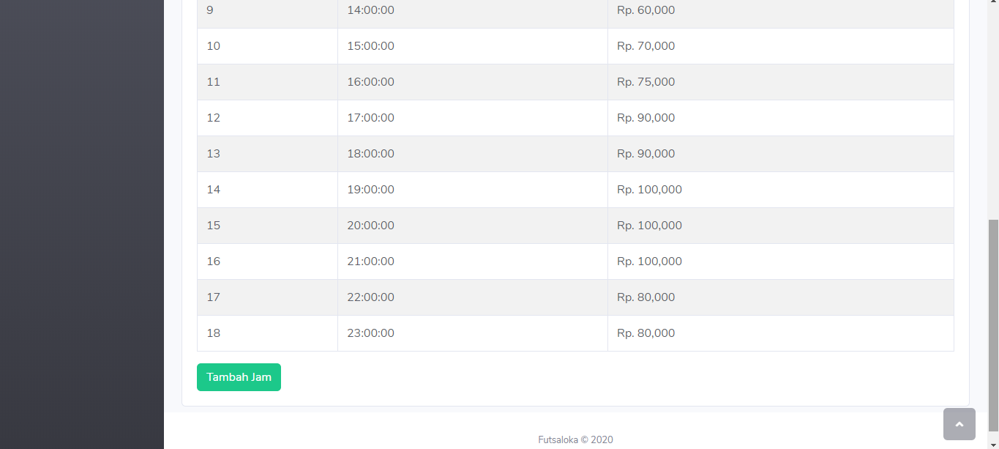 9 14:00:00 Rp. 60,000
10 15:00:00 Rp. 70,000
11 16:00:00 Rp. 75,000
12 17:00:00 Rp. 90,000
13 18:00:00 Rp. 90,000
14 19:00:00 Rp. 100,000
15 20:00:00 Rp. 100,000
16 21:00:00 Rp. 100,000
17 22:00:00 Rp. 80,000
18 23:00:00 Rp. 80,000
Tambah Jam
Futsaloka © 2020